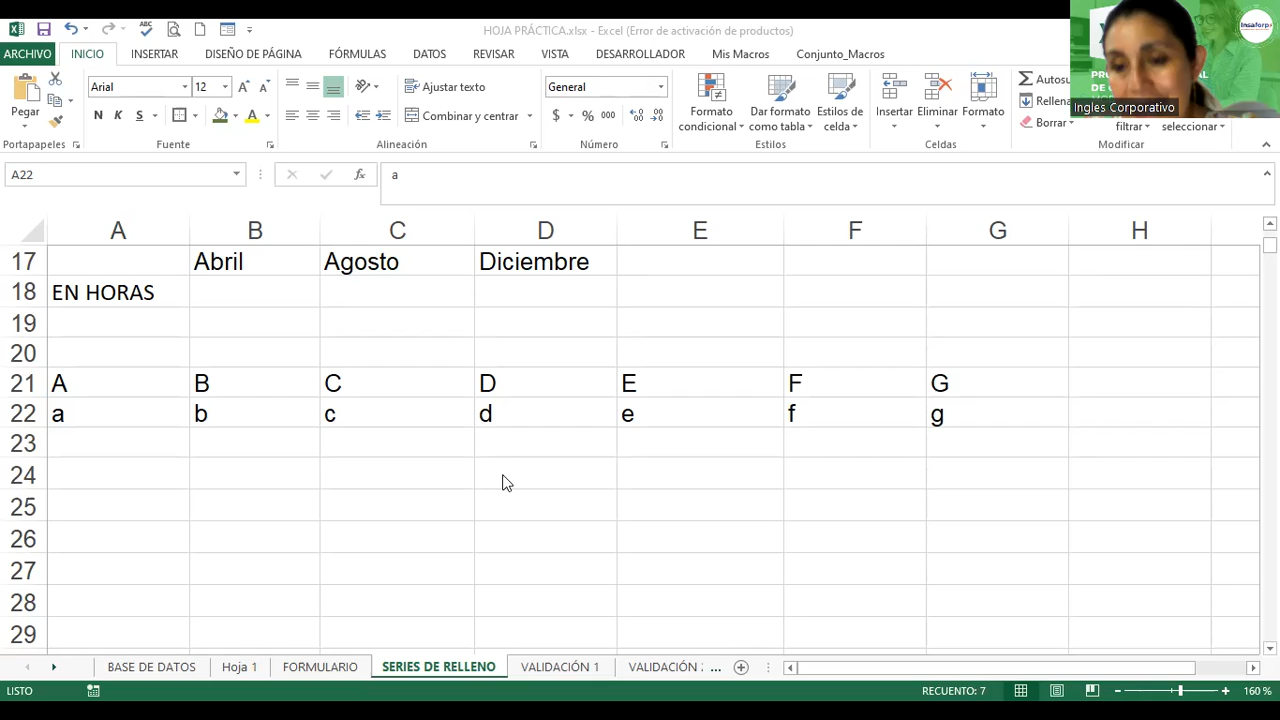 HOJA PRÁCTICA.xlsx - Excel (Error de activación de productos)
ARCHIVO INICIO INSERTAR DISEÑO DE PÁGINA FÓRMULAS DATOS REVISAR VISTA DESARROLLADOR Mis Macros Conjunto_Macros
Insaforp
Ingles Corporativo
Pegar
Arial 12
N K S
Ajustar texto
Combinar y centrar
General
$ % 000
Formato condicional
Dar formato como tabla
Estilos de celda
Insertar Eliminar Formato
Borrar
filtrar seleccionar
Portapapeles Fuente Alineación Número Estilos Celdas Modificar
A22 fx a
A B C D E F G H
17 Abril Agosto Diciembre
18 EN HORAS
19
20
21 A B C D E F G
22 a b c d e f g
23
24
25
26
27
28
29
BASE DE DATOS Hoja 1 FORMULARIO SERIES DE RELLENO VALIDACIÓN 1 VALIDACIÓN ...
LISTO RECUENTO: 7 160 %